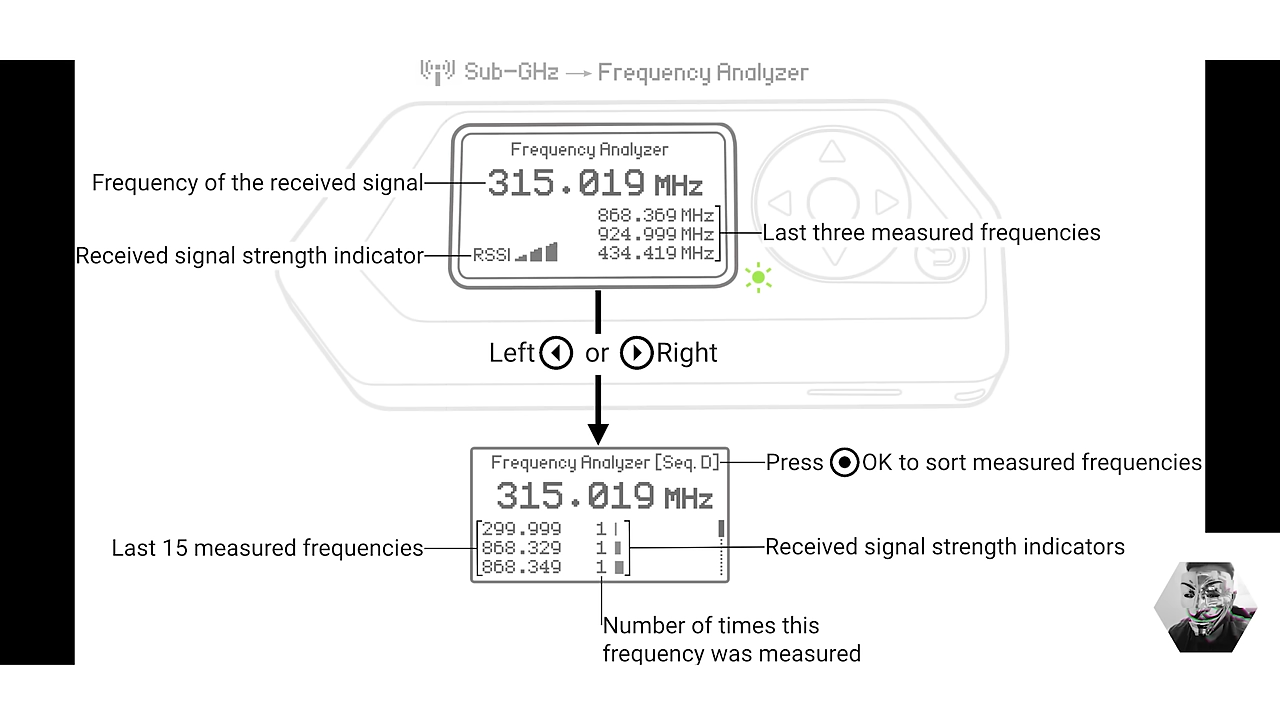 Sub-GHz → Frequency Analyzer
Frequency Analyzer
Frequency of the received signal
315.019 MHz
868.369 MHz
924.999 MHz
434.419 MHz
Last three measured frequencies
Received signal strength indicator
RSSI
Left or Right
Frequency Analyzer [Seq. D]
Press OK to sort measured frequencies
315.019 MHz
299.999 1
868.329 1
868.349 1
Last 15 measured frequencies
Received signal strength indicators
Number of times this
frequency was measured